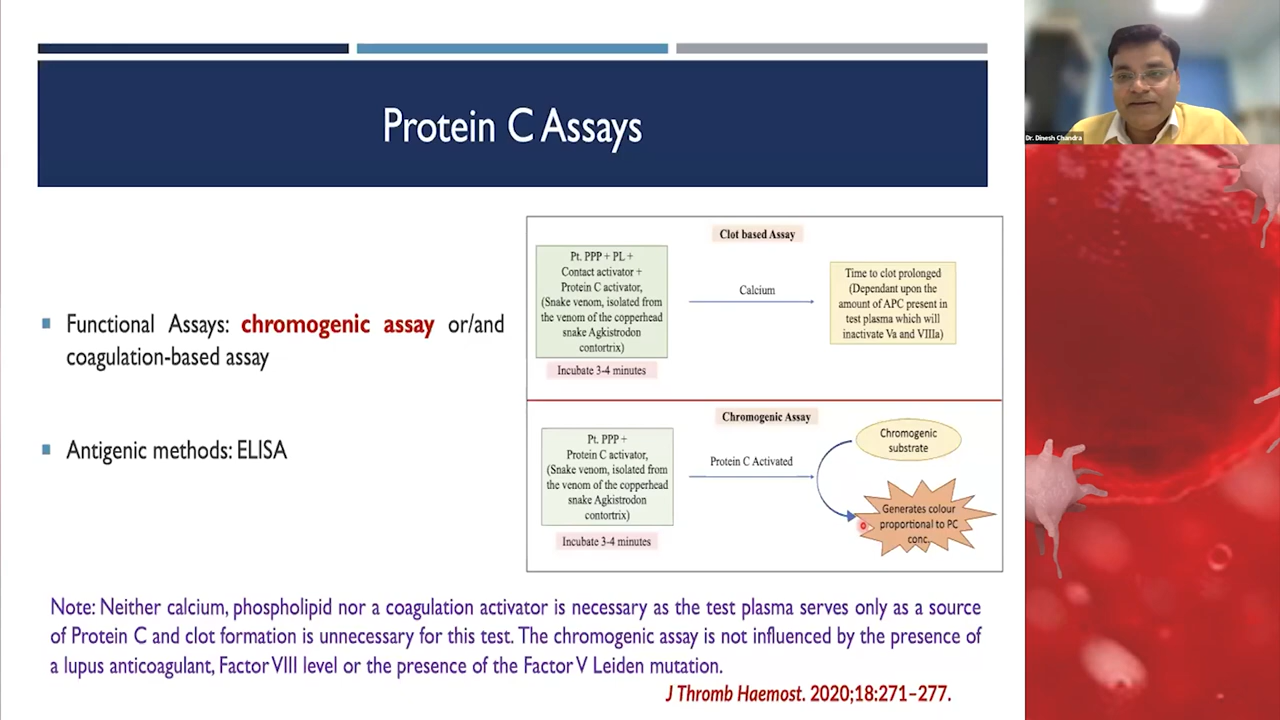 Protein C Assays
Functional Assays: chromogenic assay or/and
coagulation-based assay
Antigenic methods: ELISA
Clot based Assay
Pt. PPP + PL +
Contact activator +
Protein C activator,
(Snake venom, isolated from
the venom of the copperhead
snake Agkistrodon
contortrix)
Incubate 3-4 minutes
Calcium
Time to clot prolonged
(Dependant upon the
amount of APC present in
test plasma which will
inactivate Va and VIIIa)
Chromogenic Assay
Pt. PPP +
Protein C activator,
(Snake venom, isolated from
the venom of the copperhead
snake Agkistrodon
contortrix)
Incubate 3-4 minutes
Protein C Activated
Chromogenic
substrate
Generates colour
proportional to PC
conc.
Note: Neither calcium, phospholipid nor a coagulation activator is necessary as the test plasma serves only as a source
of Protein C and clot formation is unnecessary for this test. The chromogenic assay is not influenced by the presence of
a lupus anticoagulant, Factor VIII level or the presence of the Factor V Leiden mutation.
J Thromb Haemost. 2020;18:271–277.
Dr. Dinesh Chandra